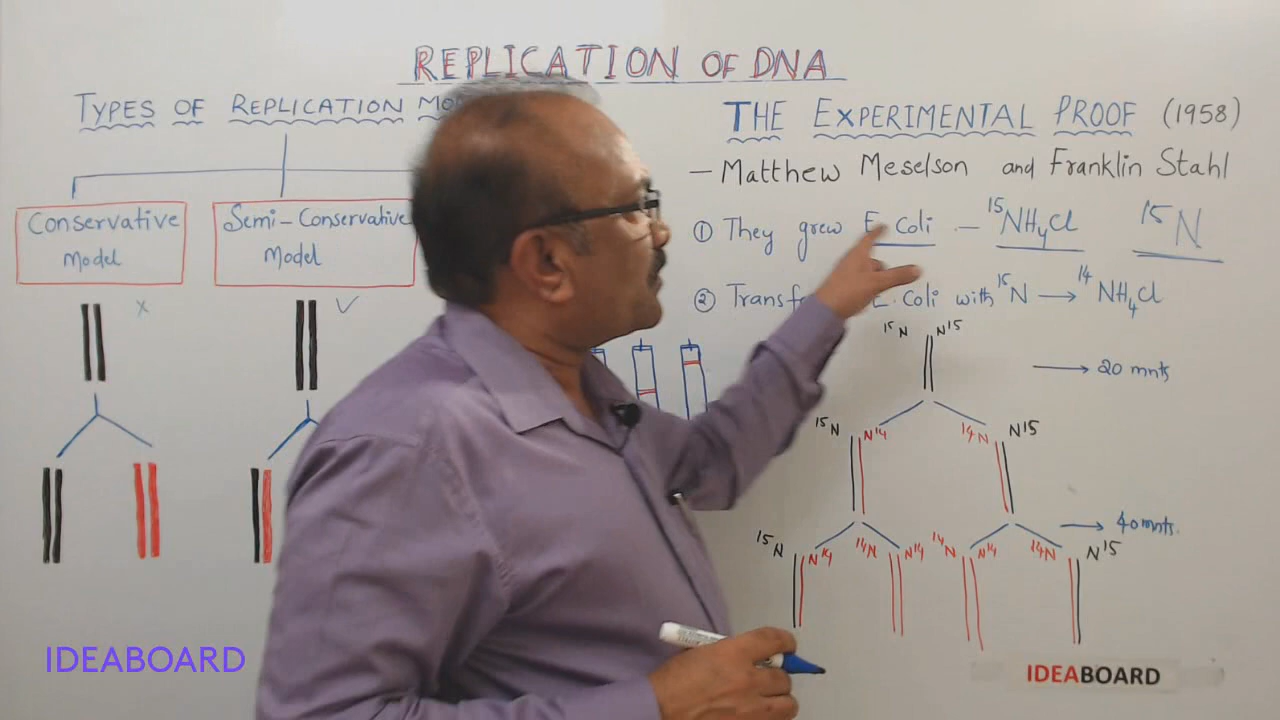 REPLICATION OF DNA
TYPES OF REPLICATION
THE EXPERIMENTAL PROOF (1958)
– Matthew Meselson and Franklin Stahl
Conservative
Model
x
Semi-Conservative
Model
✓
① They grew E Coli – ¹⁵NH₄Cl ¹⁵N
② E. Coli with ¹⁵N → ¹⁴NH₄Cl
¹⁵N N¹⁵
→ 20 mnts
¹⁵N N¹⁴ ¹⁴N N¹⁵
→ 40 mnts.
¹⁵N N¹⁴ ¹⁴N N¹⁴ ¹⁴N N¹⁴ ¹⁴N N¹⁵
IDEABOARD
IDEABOARD